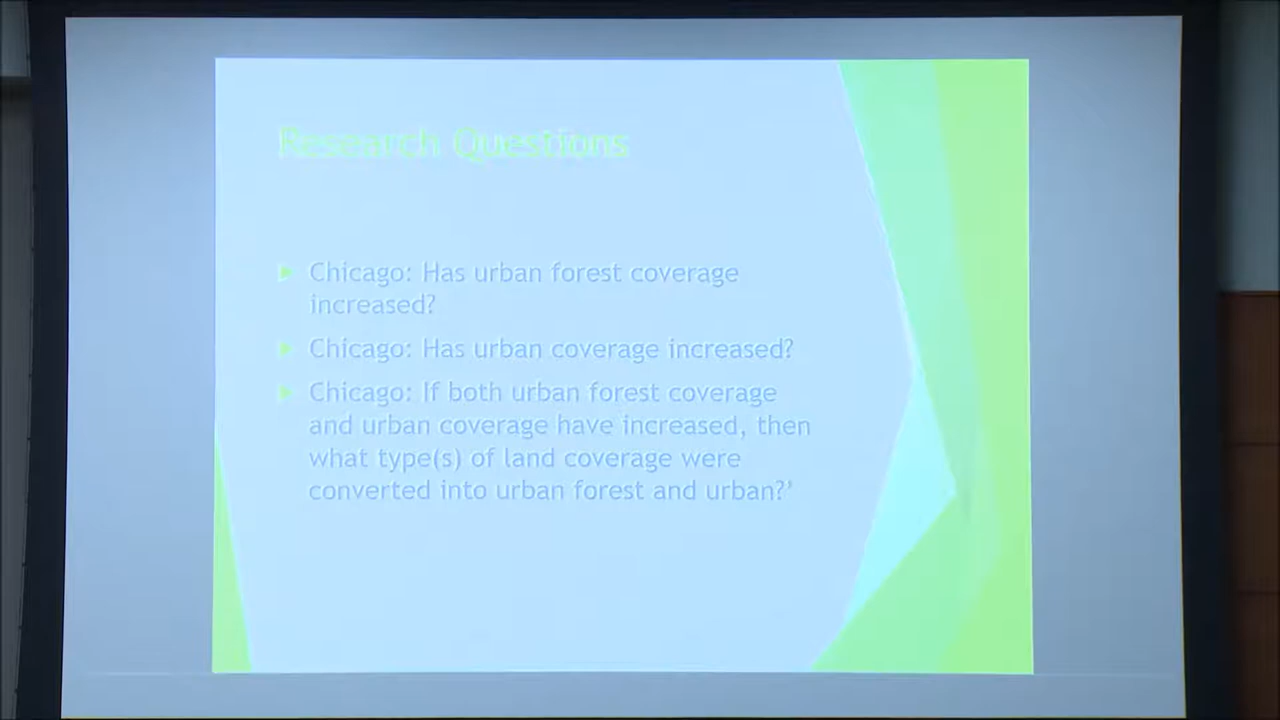 Research Questions
Chicago: Has urban forest coverage
increased?
Chicago: Has urban coverage increased?
Chicago: If both urban forest coverage
and urban coverage have increased, then
what type(s) of land coverage were
converted into urban forest and urban?’